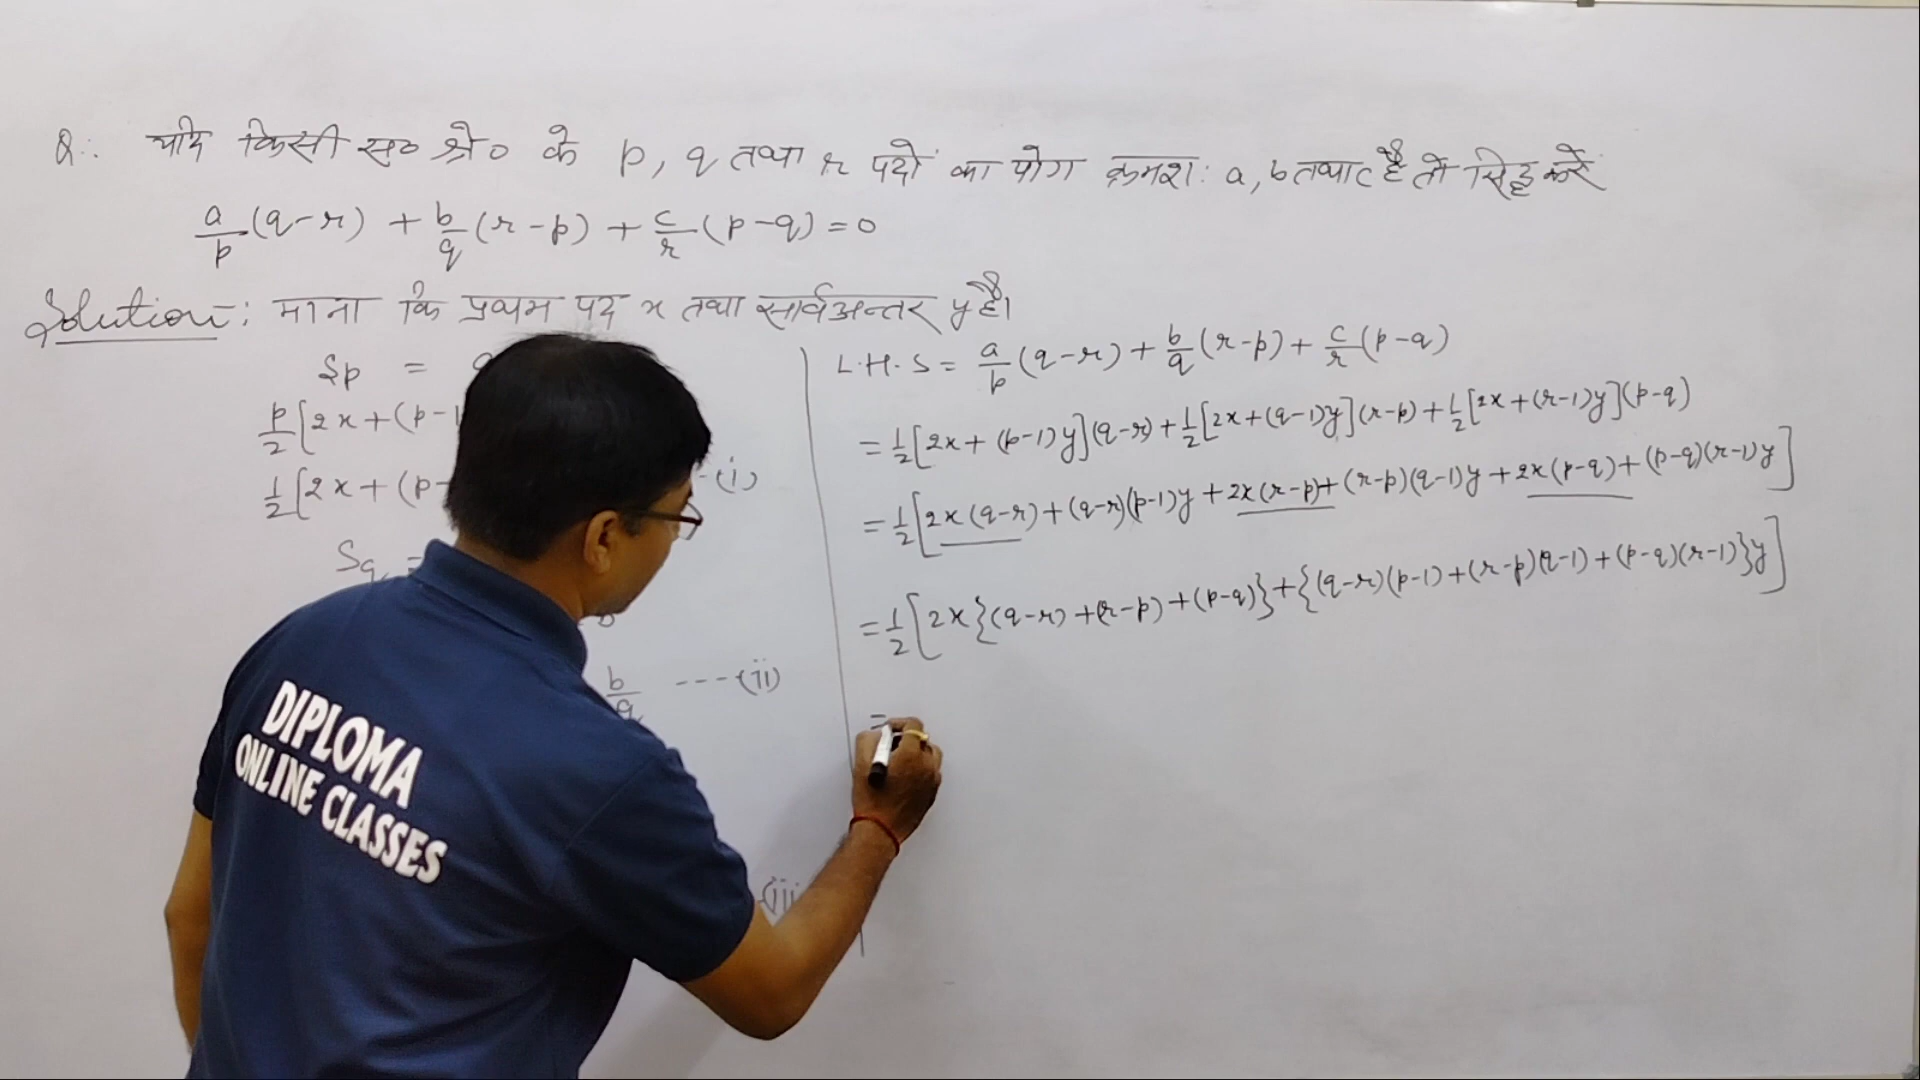 Q:. यदि किसी स० श्रे० के p, q तथा r पदों का योग क्रमशः a, b तथा c है तो सिद्ध करें
a/p (q-r) + b/q (r-p) + c/r (p-q) = 0
Solution:- माना कि प्रथम पद x तथा सार्वअन्तर y है।
Sp =
p/2 [2x+(p-1
1/2 [2x+(p- -(i)
Sq =
b/q ---(ii)
(iii
L.H.S = a/p (q-r) + b/q (r-p) + c/r (p-q)
= 1/2 [2x+(p-1)y](q-r) + 1/2 [2x+(q-1)y](r-p) + 1/2 [2x+(r-1)y](p-q)
= 1/2 [2x(q-r)+(q-r)(p-1)y + 2x(r-p)+(r-p)(q-1)y + 2x(p-q)+(p-q)(r-1)y]
= 1/2 [2x{(q-r)+(r-p)+(p-q)}+{(q-r)(p-1)+(r-p)(q-1)+(p-q)(r-1)}y]
=
DIPLOMA
ONLINE CLASSES